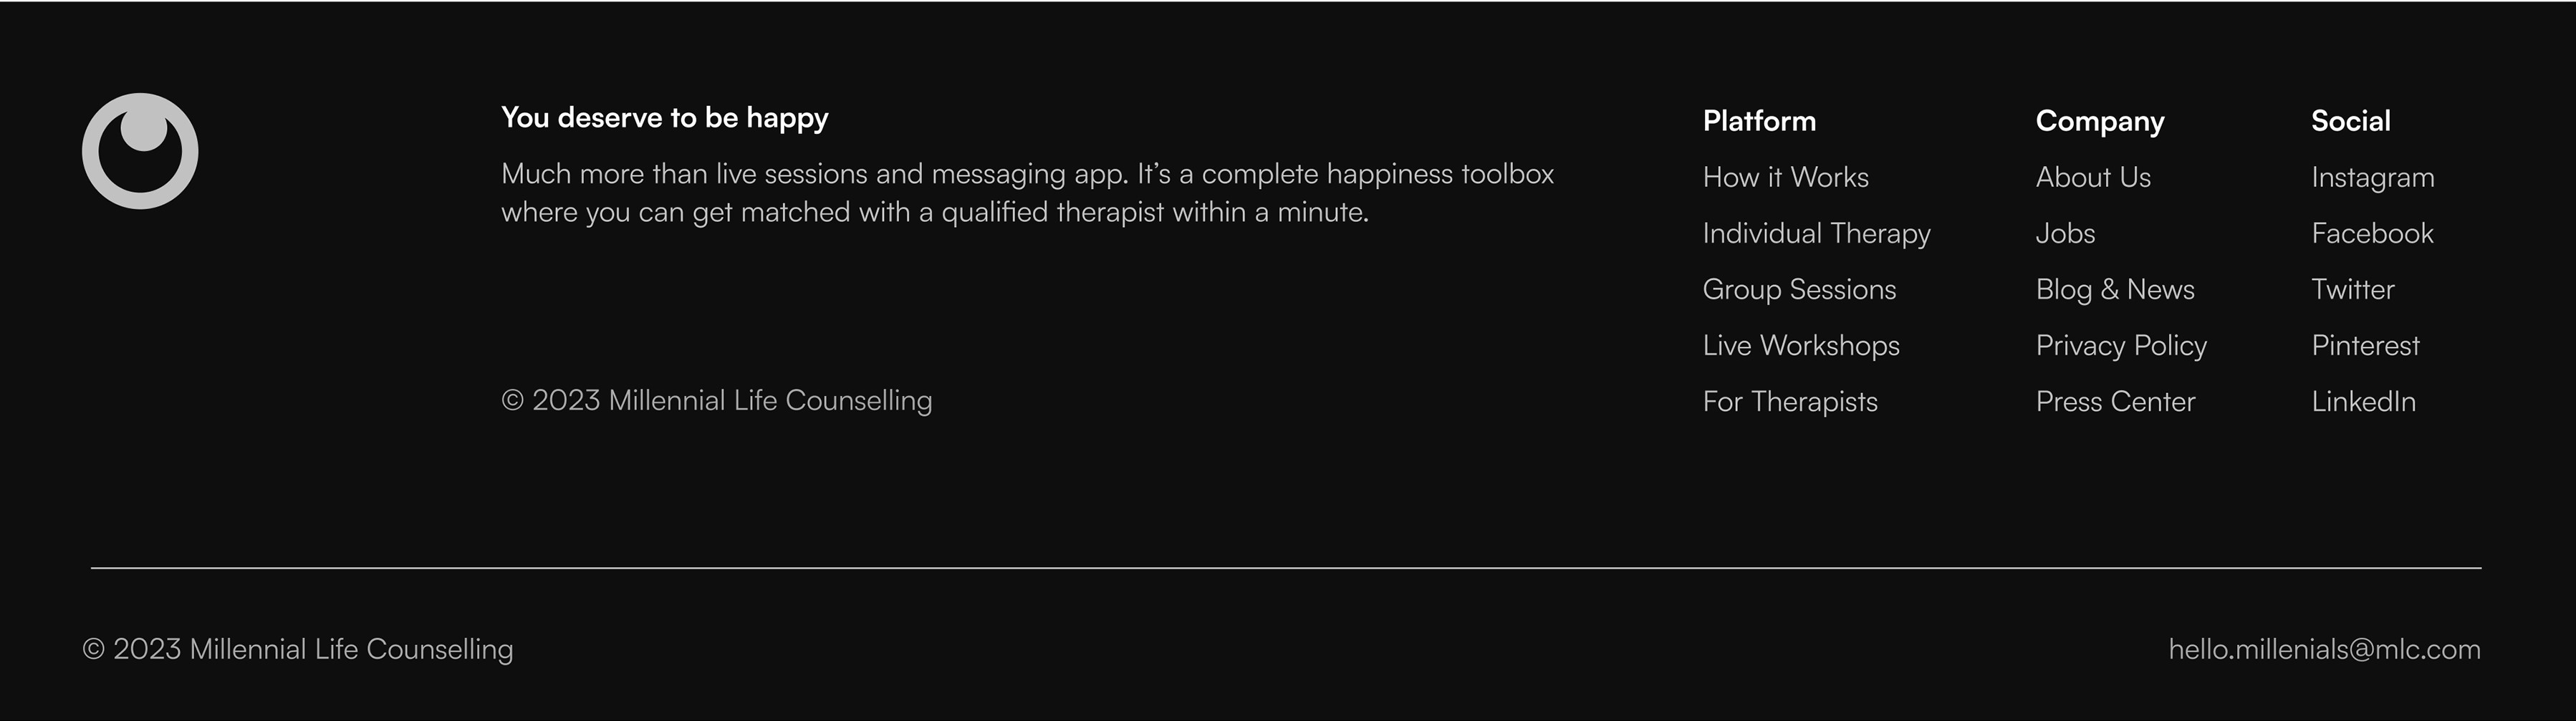 You deserve to be happy
Much more than live sessions and messaging app. It’s a complete happiness toolbox
where you can get matched with a qualified therapist within a minute.
© 2023 Millennial Life Counselling
Platform
How it Works
Individual Therapy
Group Sessions
Live Workshops
For Therapists
Company
About Us
Jobs
Blog & News
Privacy Policy
Press Center
Social
Instagram
Facebook
Twitter
Pinterest
LinkedIn
© 2023 Millennial Life Counselling
hello.millenials@mlc.com